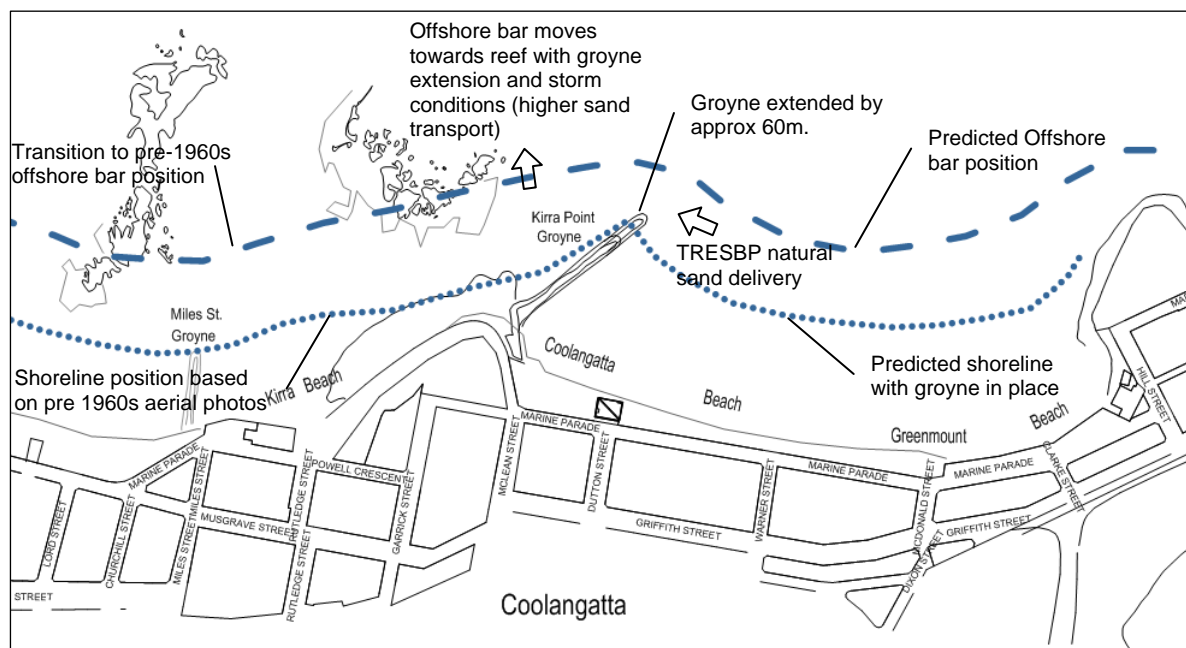 Offshore bar moves
towards reef with groyne
extension and storm
conditions (higher sand
transport)
Groyne extended by
approx 60m.
Predicted Offshore
bar position
Transition to pre-1960s
offshore bar position
Kirra Point
Groyne
TRESBP natural
sand delivery
Miles St.
Groyne
Shoreline position based
on pre 1960s aerial photos
Kirra Beach
Coolangatta
Beach
Greenmount
Beach
Predicted shoreline
with groyne in place
HILL STREET
MA
MARINE PARADE
MARINE PARADE
MARINE PARADE
MARINE PARADE
LORD STREET
CHURCHILL STREET
MILES STREET
MILES STREET
MUSGRAVE STREET
RUTLEDGE STREET
RUTLEDGE STREET
POWELL CRESCENT
GARRICK STREET
MCLEAN STREET
DUTTON STREET
GRIFFITH STREET
WARNER STREET
MCDONALD STREET
DIXON STREET
GRIFFITH STREET
CLARKE STREET
STREET
Coolangatta